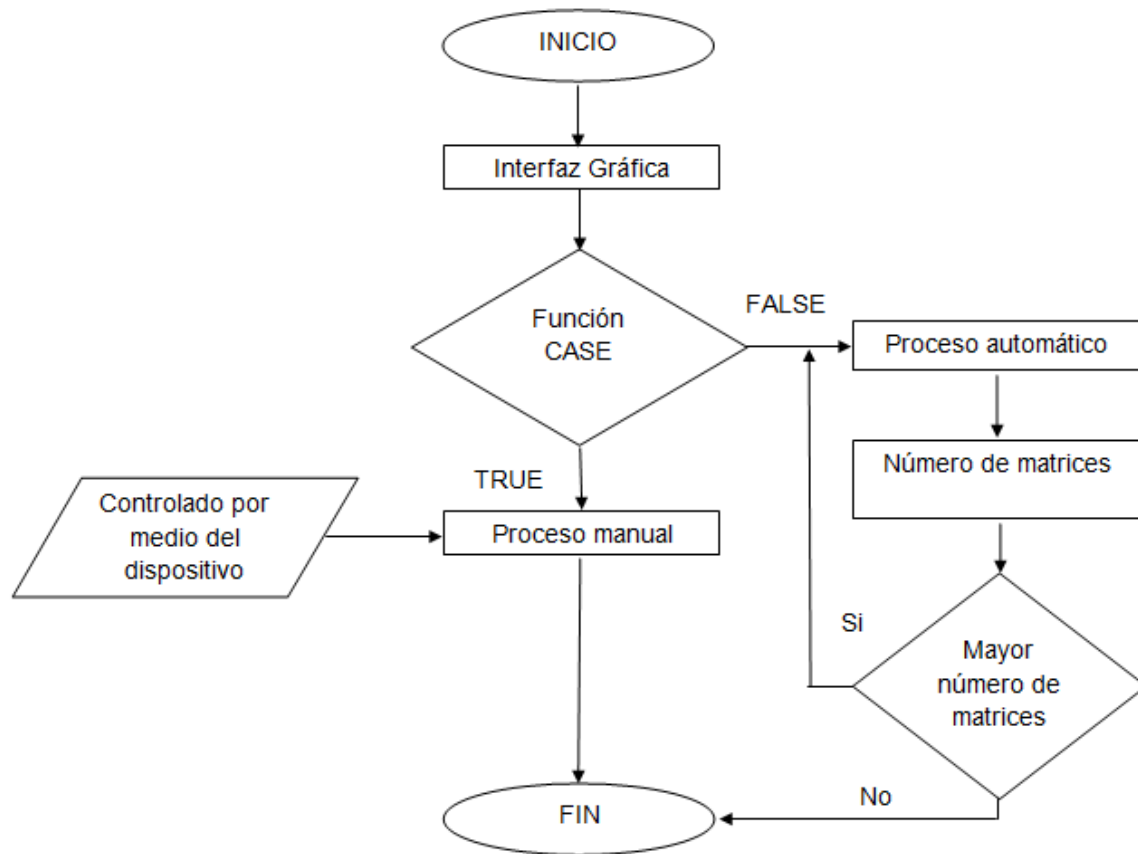 INICIO
Interfaz Gráfica
Función
CASE
FALSE
Proceso automático
Número de matrices
TRUE
Controlado por
medio del
dispositivo
Proceso manual
Si
Mayor
número de
matrices
No
FIN